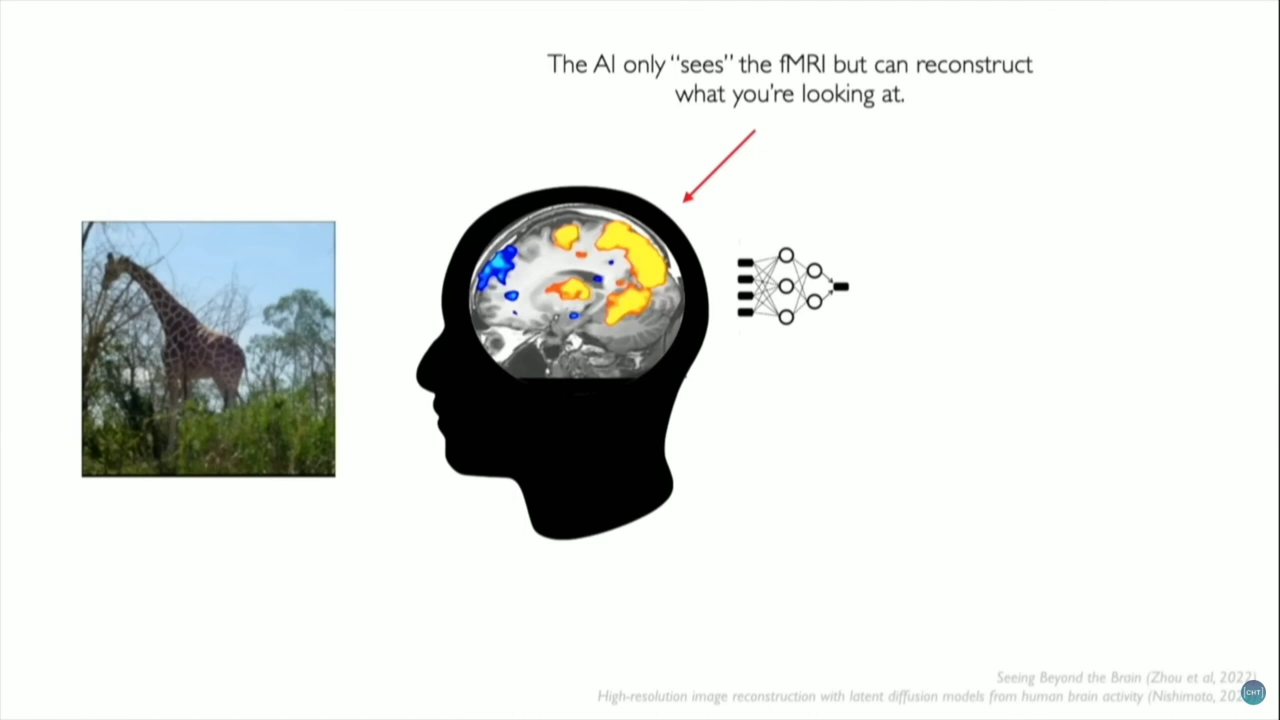 The AI only “sees” the fMRI but can reconstruct
what you're looking at.
Seeing Beyond the Brain (Zhou et al, 2022)
High-resolution image reconstruction with latent diffusion models from human brain activity (Nishimoto,
[CHT]